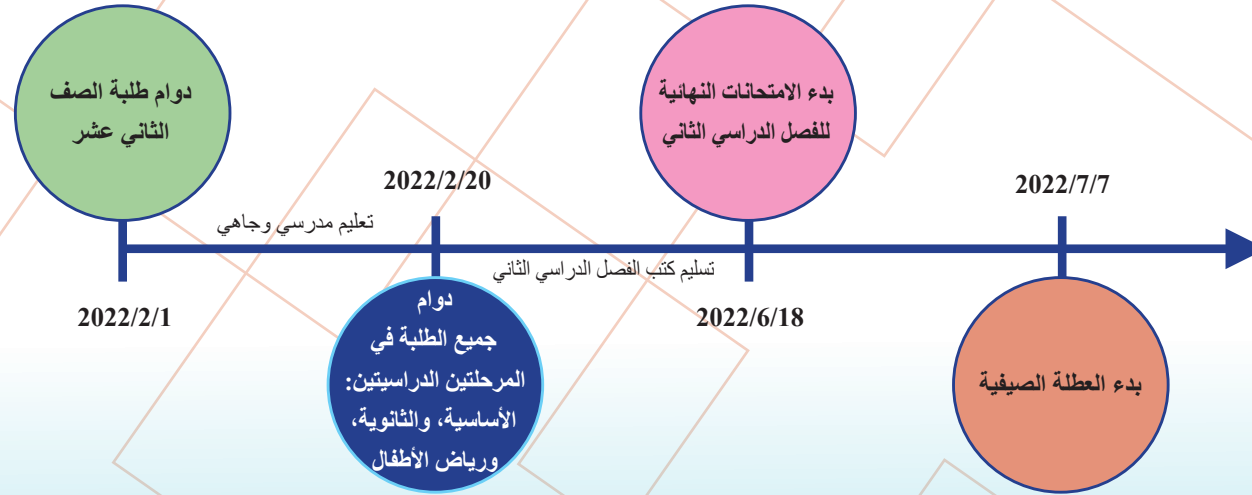 دوام طلبة الصف
الثاني عشر
2022/2/1
تعليم مدرسي وجاهي
2022/2/20
دوام
جميع الطلبة في
المرحلتين الدراسيتين:
الأساسية، والثانوية،
ورياض الأطفال
تسليم كتب الفصل الدراسي الثاني
بدء الامتحانات النهائية
للفصل الدراسي الثاني
2022/6/18
2022/7/7
بدء العطلة الصيفية